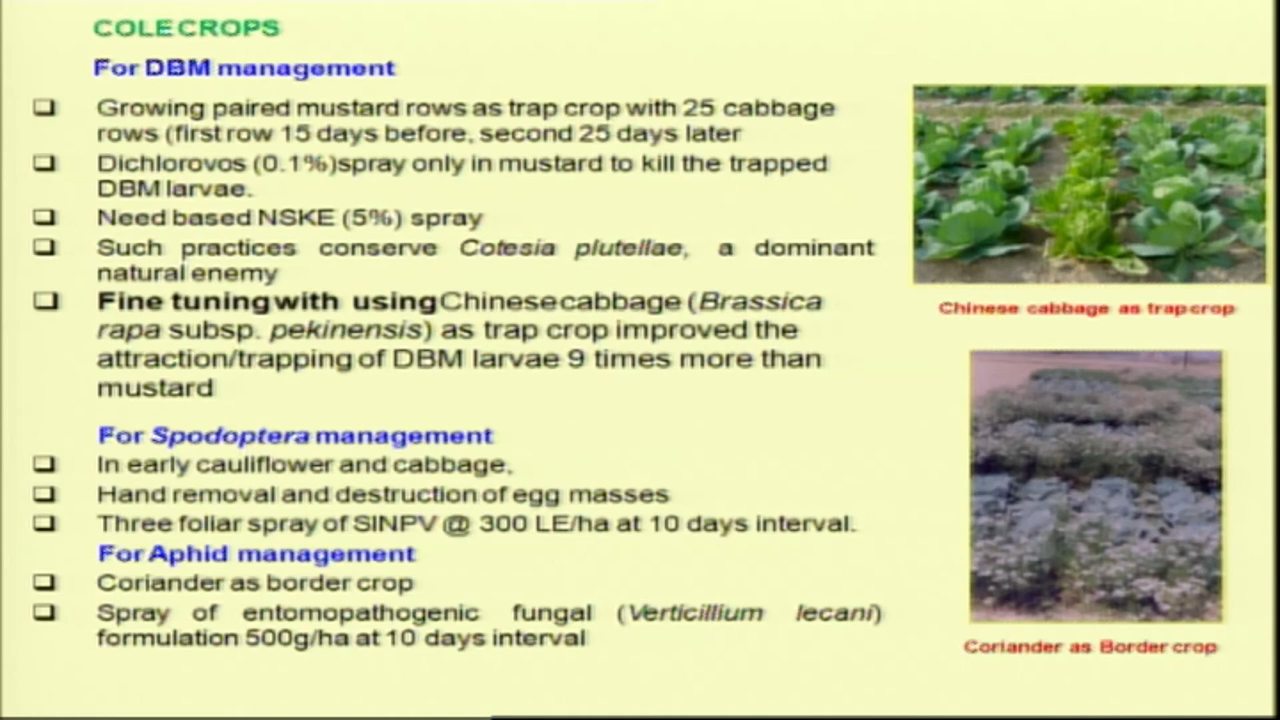 COLE CROPS
For DBM management
❑ Growing paired mustard rows as trap crop with 25 cabbage
rows (first row 15 days before, second 25 days later
❑ Dichlorovos (0.1%)spray only in mustard to kill the trapped
DBM larvae.
❑ Need based NSKE (5%) spray
❑ Such practices conserve Cotesia plutellae, a dominant
natural enemy
❑ Fine tuning with using Chinese cabbage (Brassica
rapa subsp. pekinensis) as trap crop improved the
attraction/trapping of DBM larvae 9 times more than
mustard
Chinese cabbage as trap crop
For Spodoptera management
❑ In early cauliflower and cabbage,
❑ Hand removal and destruction of egg masses
❑ Three foliar spray of SlNPV @ 300 LE/ha at 10 days interval.
For Aphid management
❑ Coriander as border crop
❑ Spray of entomopathogenic fungal (Verticillium lecani)
formulation 500g/ha at 10 days interval
Coriander as Border crop